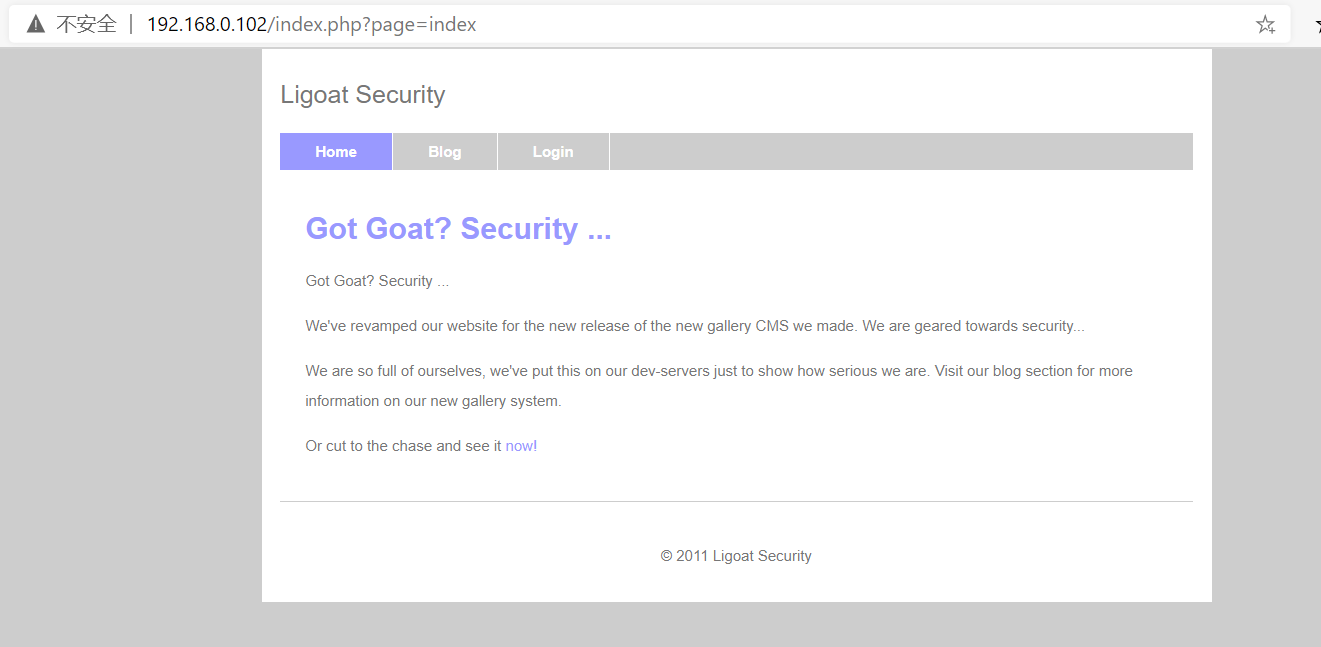 不安全 | 192.168.0.102/index.php?page=index
Ligoat Security
Home Blog Login
Got Goat? Security ...
Got Goat? Security ...
We've revamped our website for the new release of the new gallery CMS we made. We are geared towards security...
We are so full of ourselves, we've put this on our dev-servers just to show how serious we are. Visit our blog section for more
information on our new gallery system.
Or cut to the chase and see it now!
© 2011 Ligoat Security